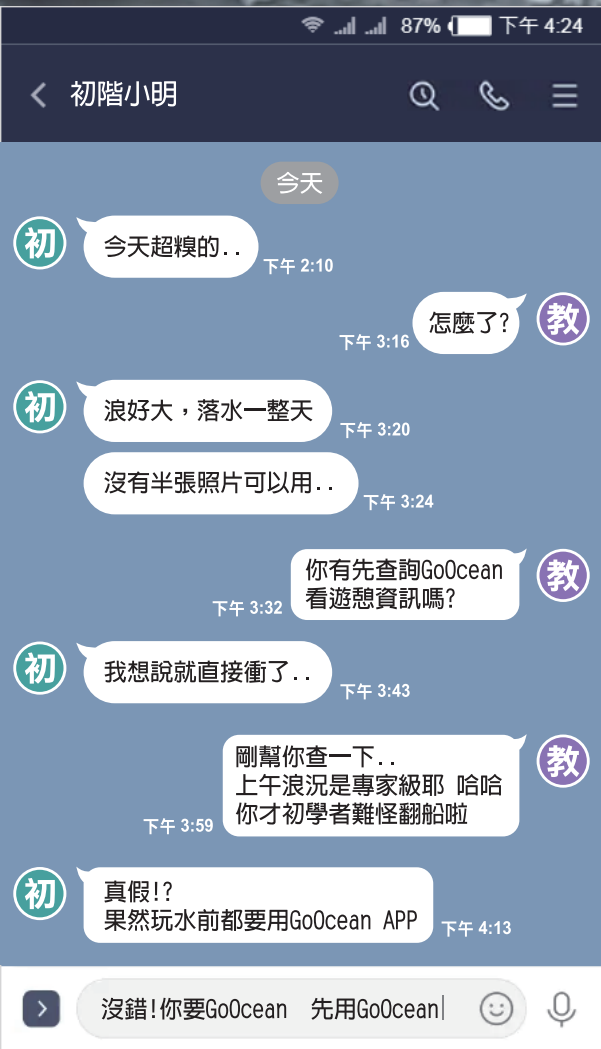 87% 下午 4:24
初階小明
今天
初
今天超糗的..
下午 2:10
怎麼了?
教
下午 3:16
初
浪好大，落水一整天
下午 3:20
沒有半張照片可以用..
下午 3:24
你有先查詢GoOcean
看遊憩資訊嗎?
教
下午 3:32
初
我想說就直接衝了..
下午 3:43
剛幫你查一下..
上午浪況是專家級耶 哈哈
你才初學者難怪翻船啦
教
下午 3:59
初
真假!?
果然玩水前都要用GoOcean APP
下午 4:13
沒錯!你要GoOcean 先用GoOcean